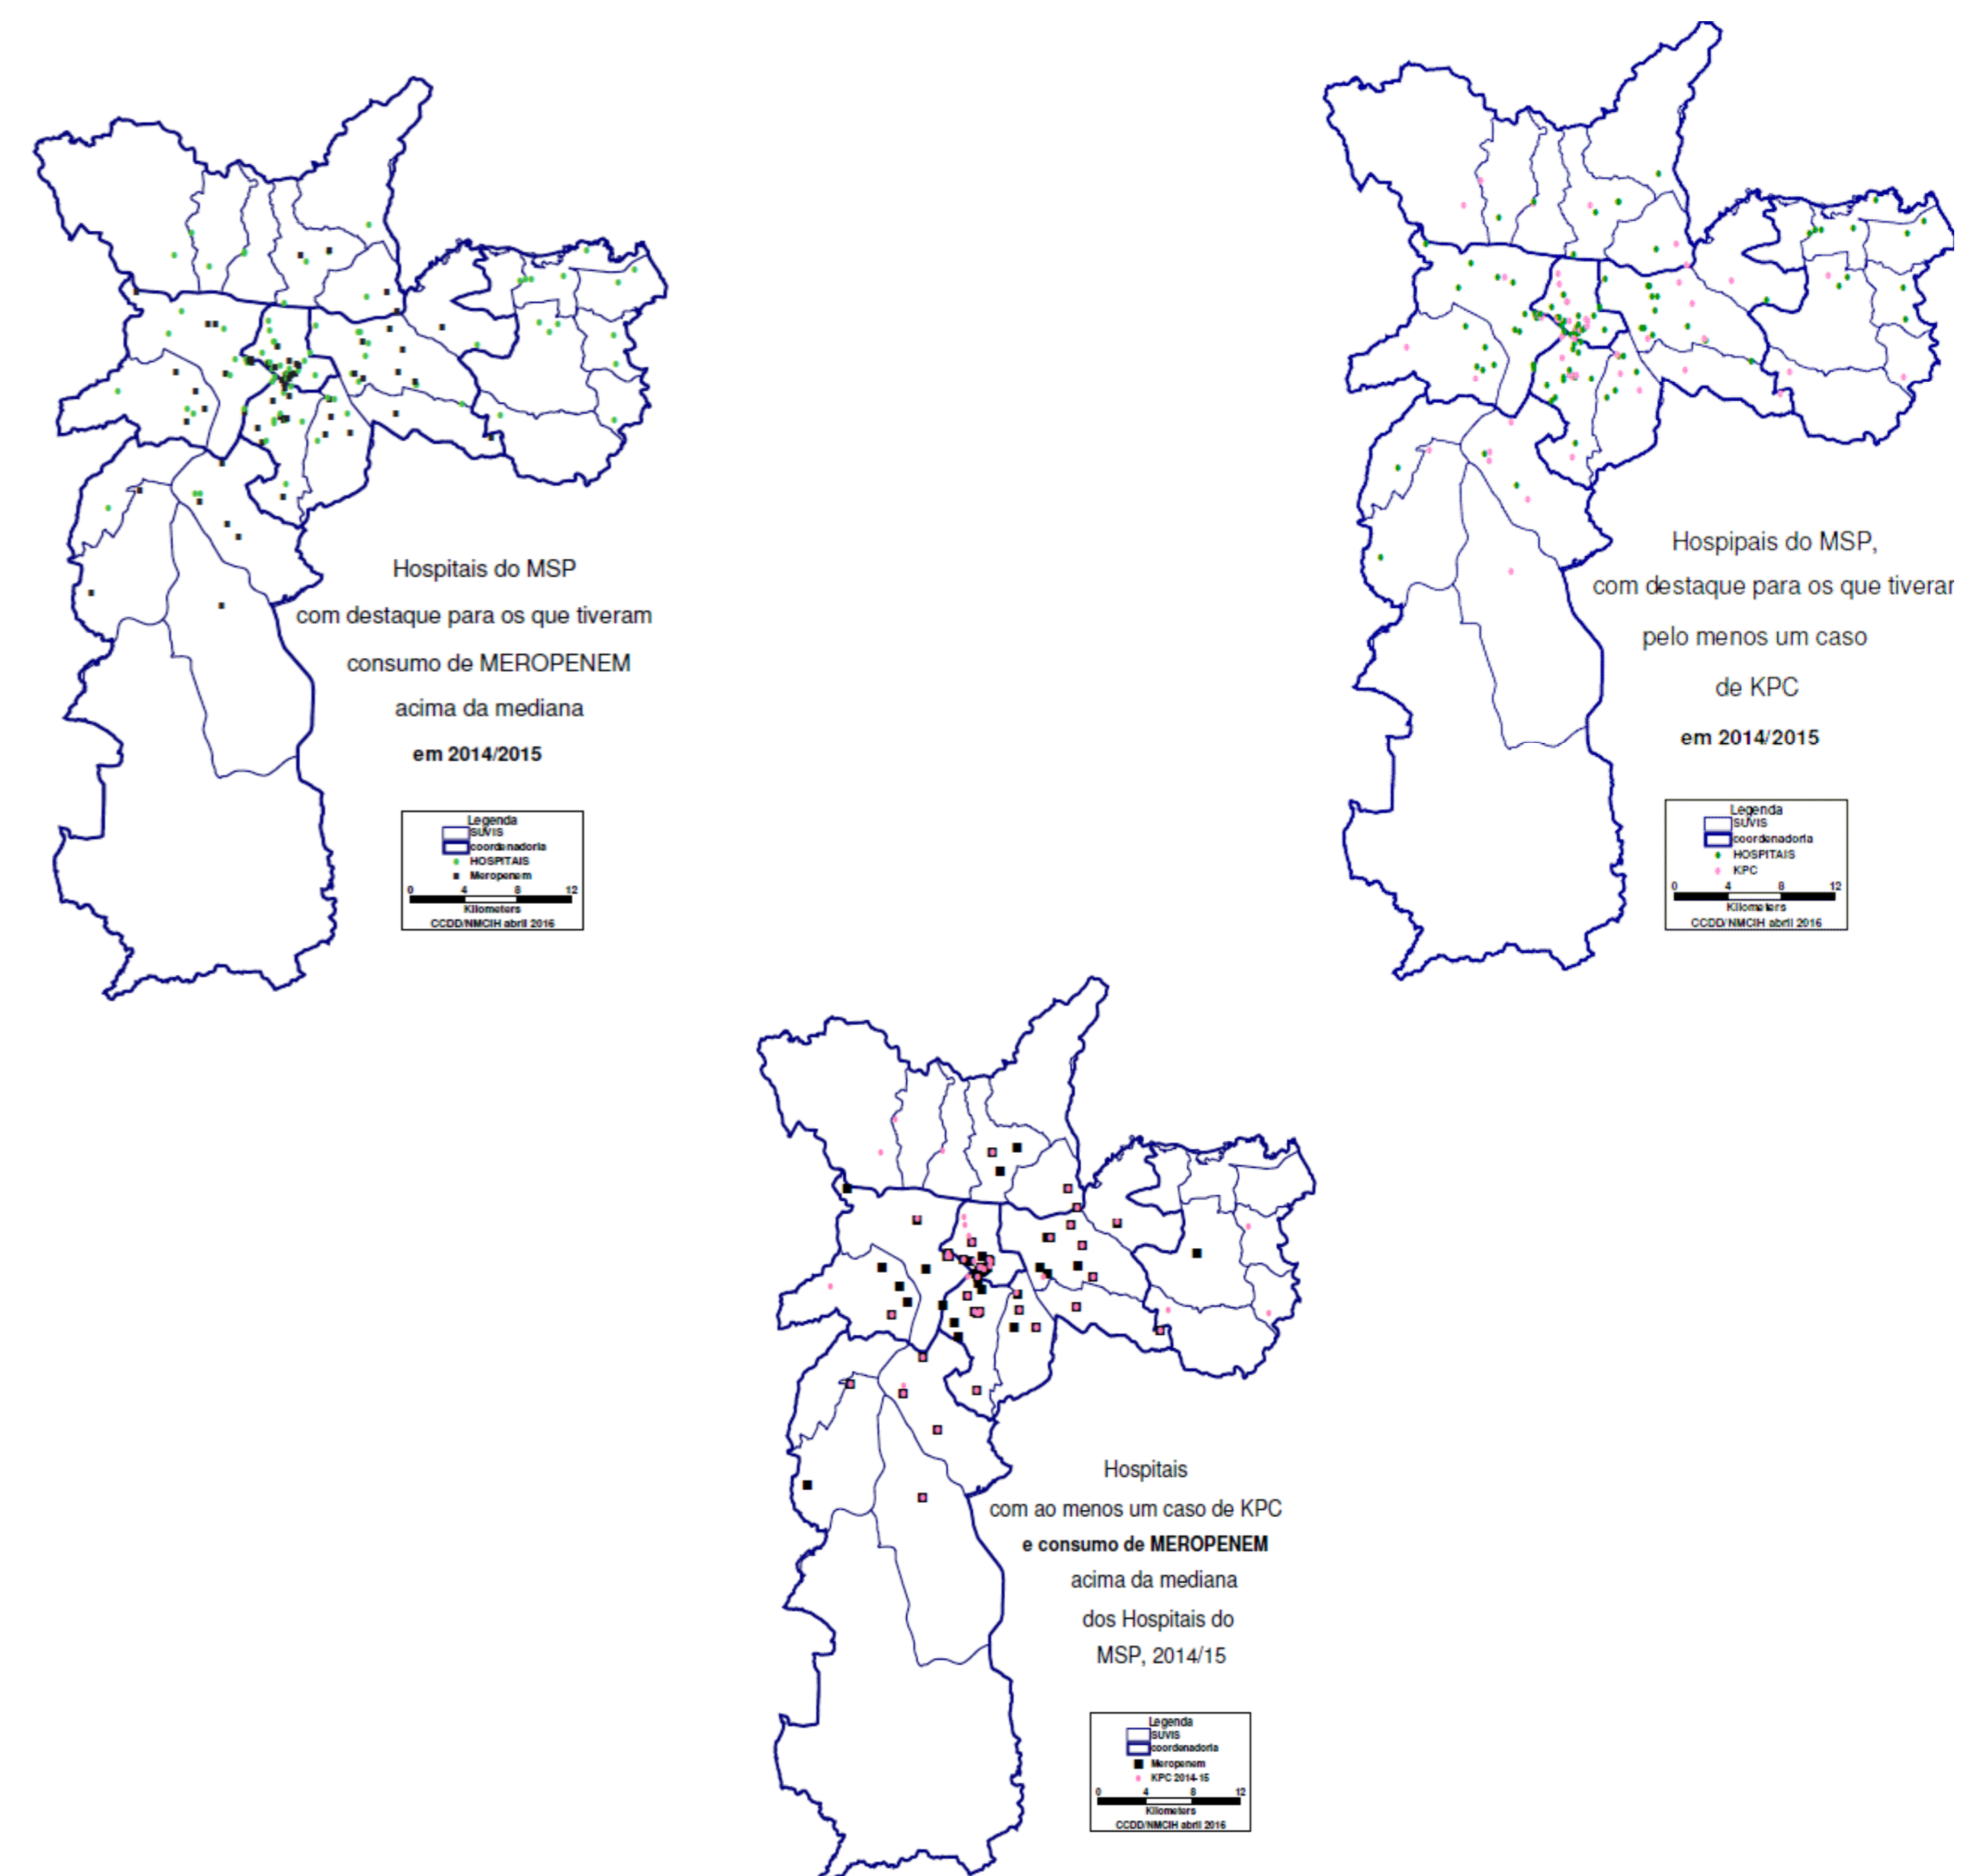 Hospitais do MSP
com destaque para os que tiveram
consumo de MEROPENEM
acima da mediana
em 2014/2015
Legenda
SUVIS
coordenadoria
HOSPITAIS
Meropenem
0 4 8 12
Kilometers
CCDD/NMCIH abril 2016
Hospipais do MSP,
com destaque para os que tiverar
pelo menos um caso
de KPC
em 2014/2015
Legenda
SUVIS
coordenadoria
HOSPITAIS
KPC
0 4 8 12
Kilometers
CCDD/NMCIH abril 2016
Hospitais
com ao menos um caso de KPC
e consumo de MEROPENEM
acima da mediana
dos Hospitais do
MSP, 2014/15
Legenda
SUVIS
coordenadoria
Meropenem
KPC 2014-15
0 4 8 12
Kilometers
CCDD/NMCIH abril 2016